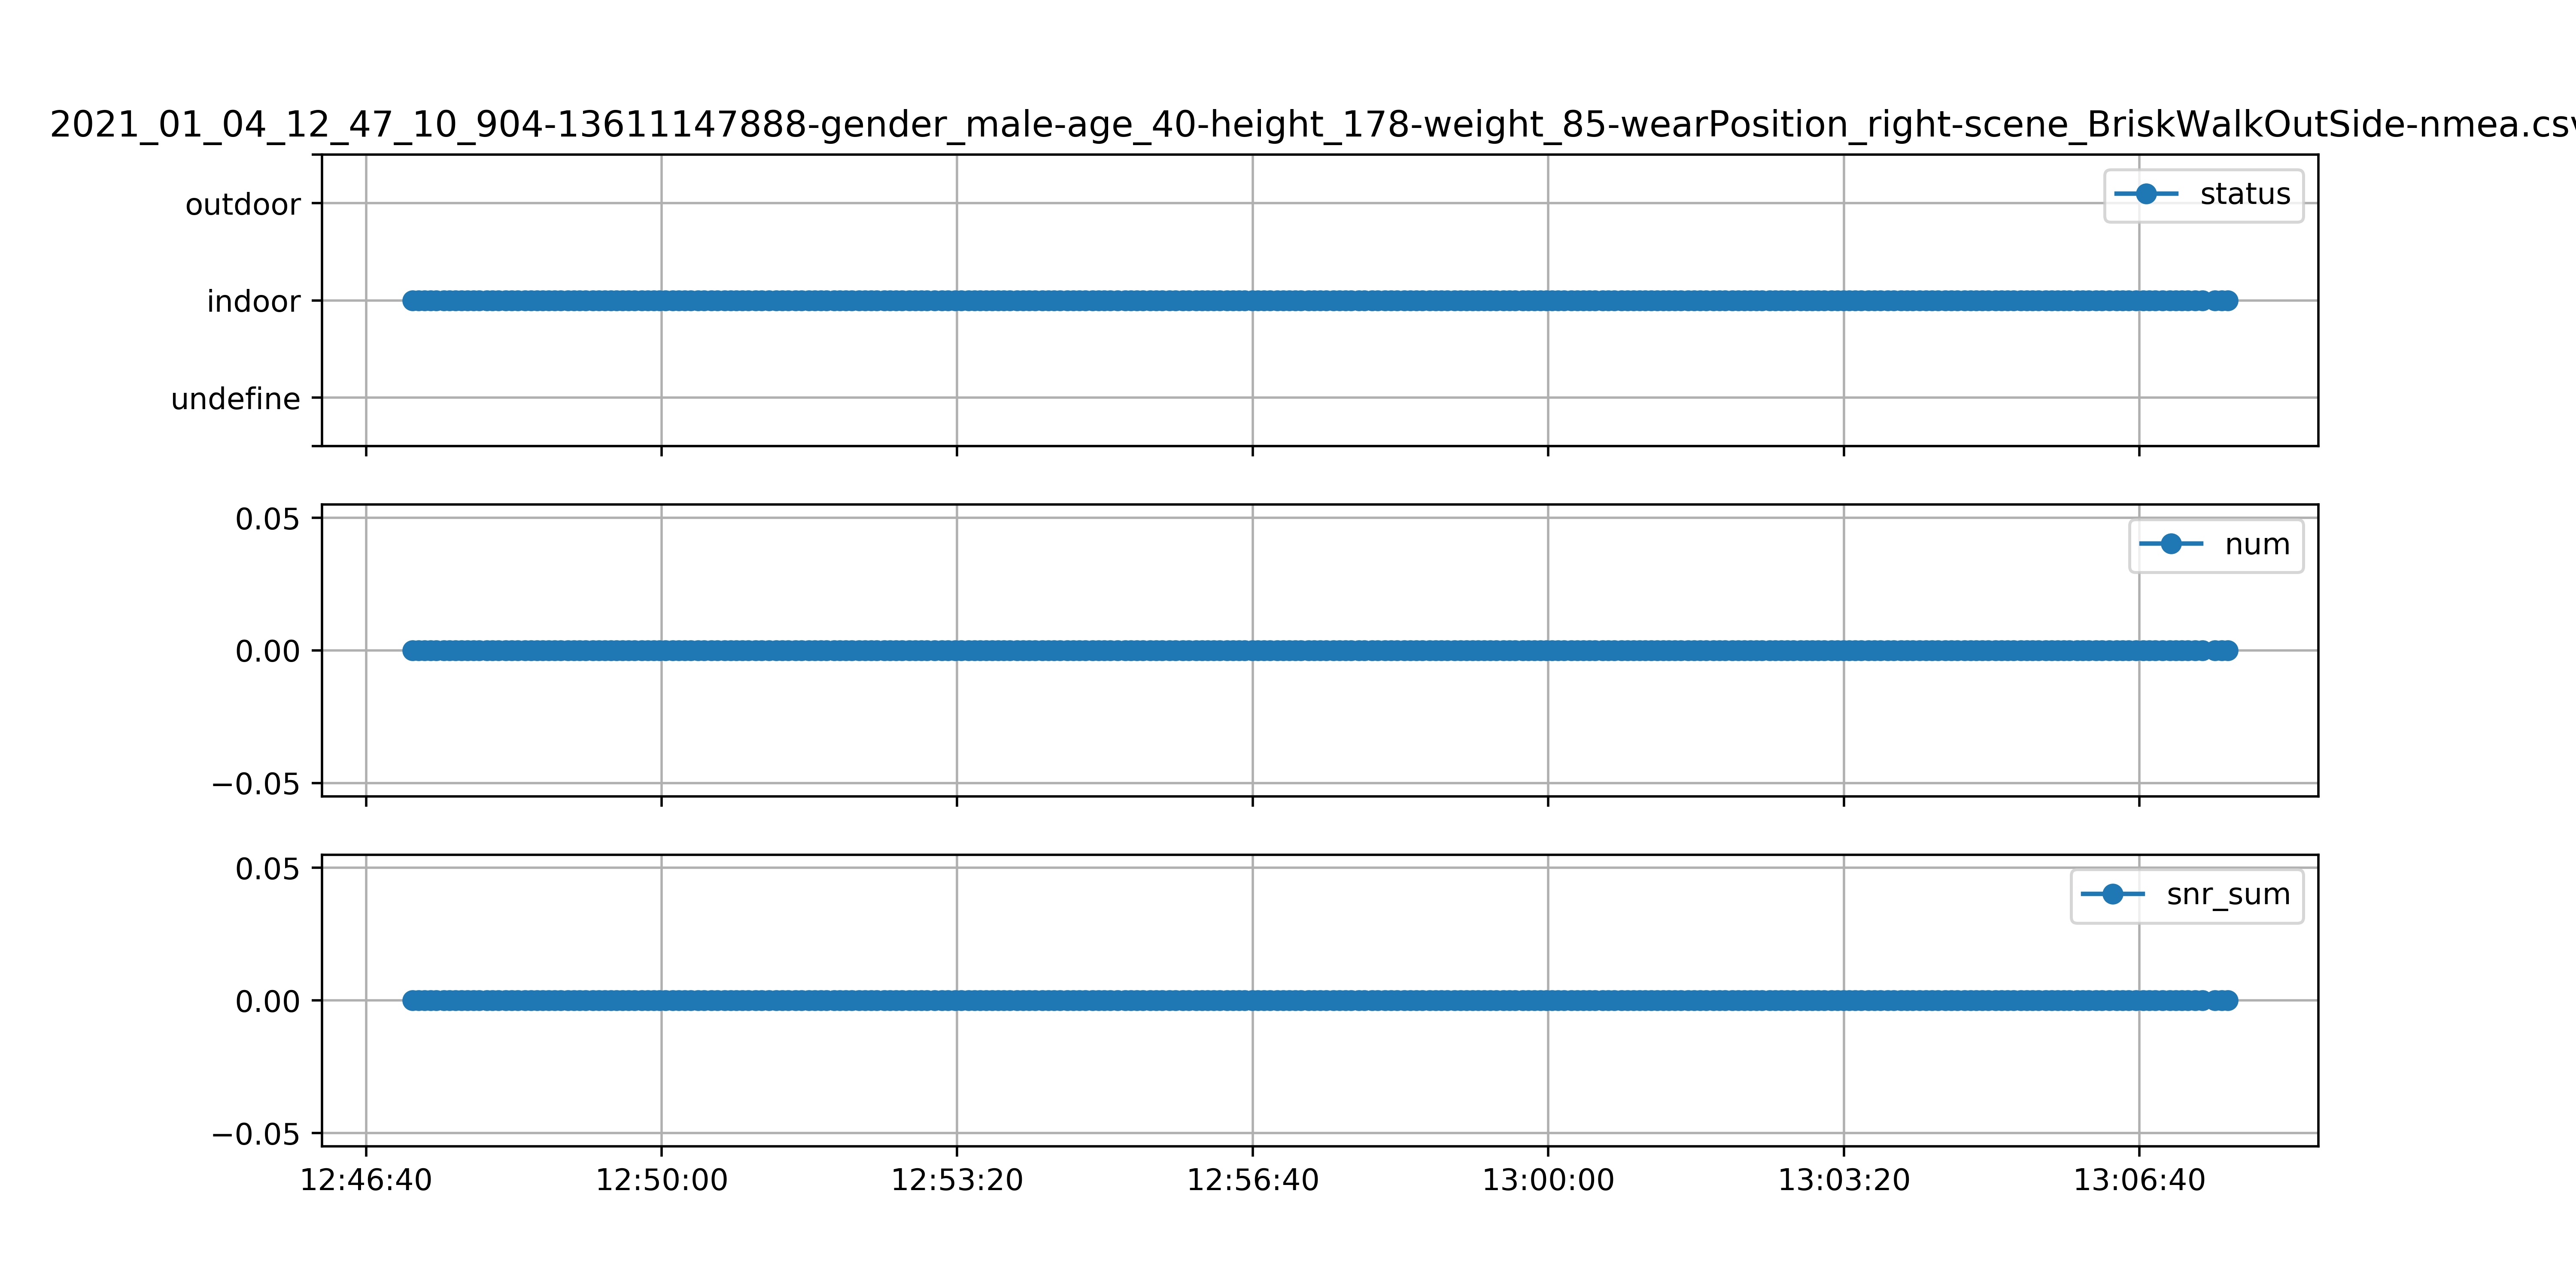 2021_01_04_12_47_10_904-13611147888-gender_male-age_40-height_178-weight_85-wearPosition_right-scene_BriskWalkOutSide-nmea.csv
status
outdoor
indoor
undefine
num
0.05
0.00
−0.05
snr_sum
0.05
0.00
−0.05
12:46:40 12:50:00 12:53:20 12:56:40 13:00:00 13:03:20 13:06:40